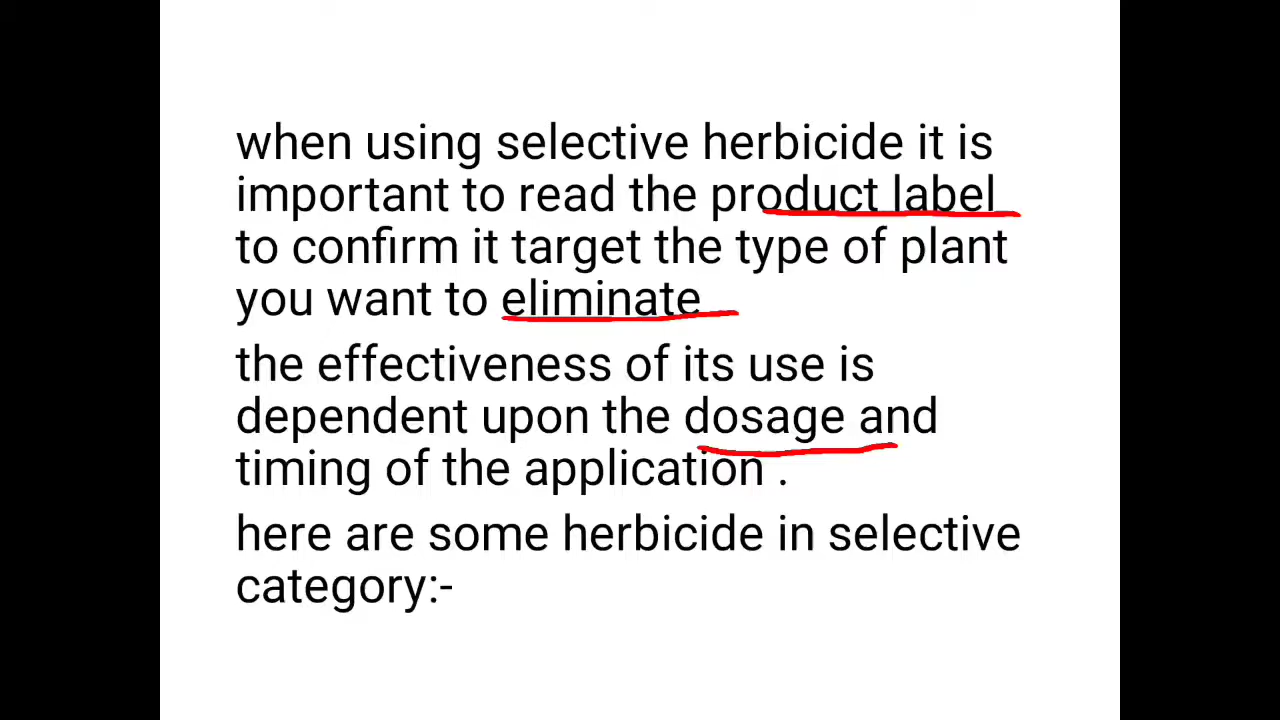 when using selective herbicide it is
important to read the product label
to confirm it target the type of plant
you want to eliminate
the effectiveness of its use is
dependent upon the dosage and
timing of the application .
here are some herbicide in selective
category:-